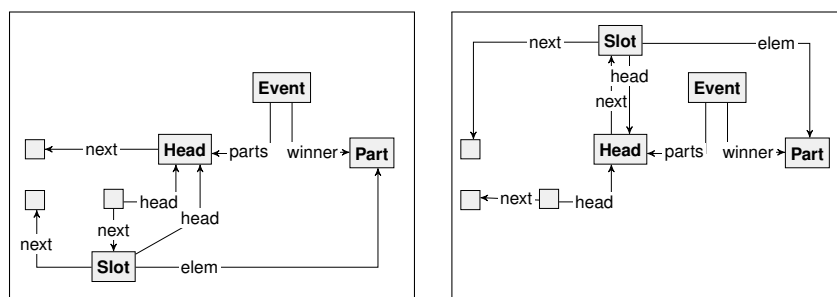 Event
next
Head
parts
winner
Part
head
head
next
next
Slot
elem
next
Slot
elem
head
Event
next
Head
parts
winner
Part
next
head